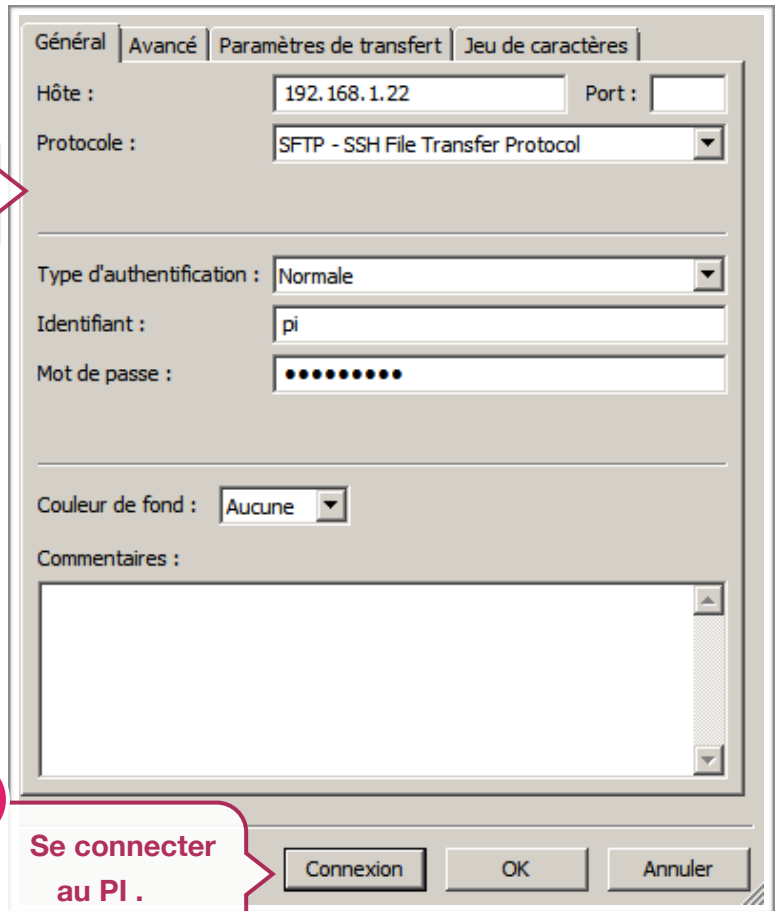 Général Avancé Paramètres de transfert Jeu de caractères
Hôte : 192.168.1.22 Port :
Protocole : SFTP - SSH File Transfer Protocol
Type d'authentification : Normale
Identifiant : pi
Mot de passe : •••••••••
Couleur de fond : Aucune
Commentaires :
Se connecter
au PI .
Connexion OK Annuler